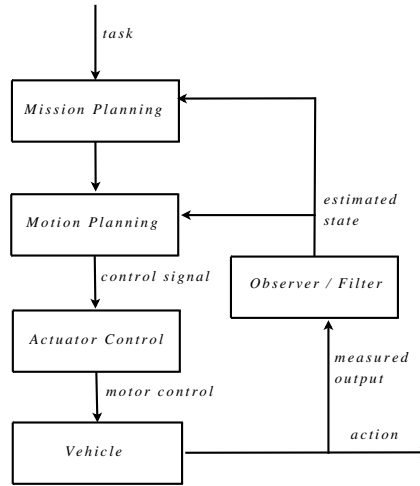 task
Mission Planning
estimated
state
Motion Planning
control signal
Observer / Filter
Actuator Control
measured
output
motor control
action
Vehicle